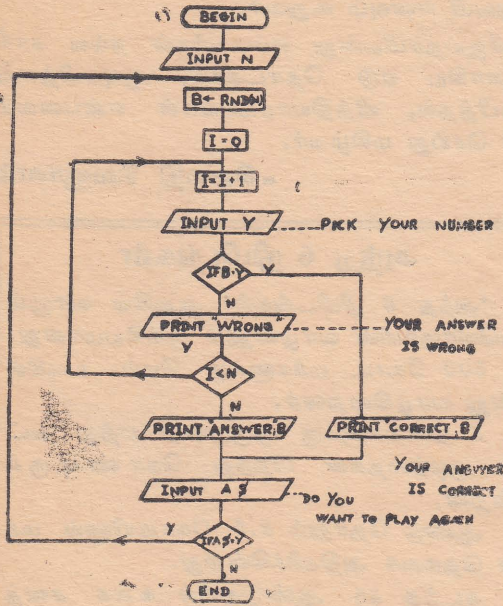 BEGIN
INPUT N
B ← RND(N)
I = 0
I = I + 1
INPUT Y
PICK YOUR NUMBER
IF B = Y
Y
N
PRINT "WRONG"
YOUR ANSWER
IS WRONG
Y
I < N
N
PRINT "ANSWER"; B
PRINT "CORRECT"; B
YOUR ANSWER
IS CORRECT
INPUT A $
DO YOU
WANT TO PLAY AGAIN
Y
IF A $ = Y
N
END